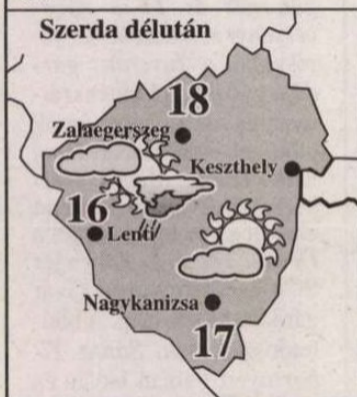 Szerda délután
18
Zalaegerszeg
Keszthely
16
Lenti
Nagykanizsa
17